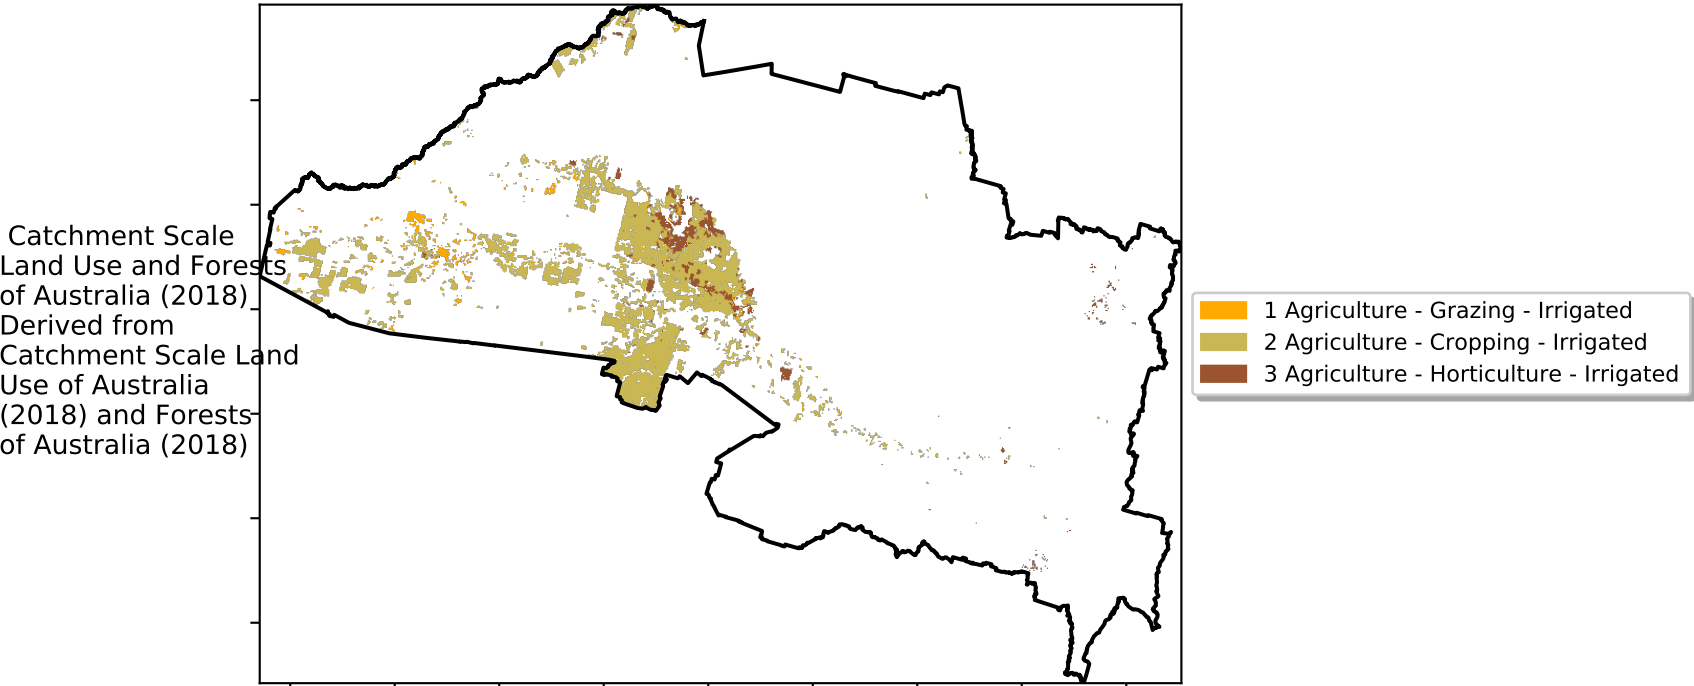 Catchment Scale
Land Use and Forests
of Australia (2018)
Derived from
Catchment Scale Land
Use of Australia
(2018) and Forests
of Australia (2018)
1 Agriculture - Grazing - Irrigated
2 Agriculture - Cropping - Irrigated
3 Agriculture - Horticulture - Irrigated